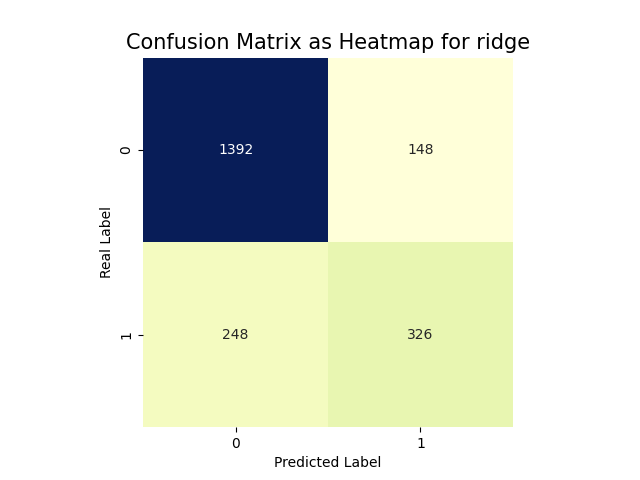 Confusion Matrix as Heatmap for ridge
Real Label
0
1392
148
1
248
326
0
1
Predicted Label